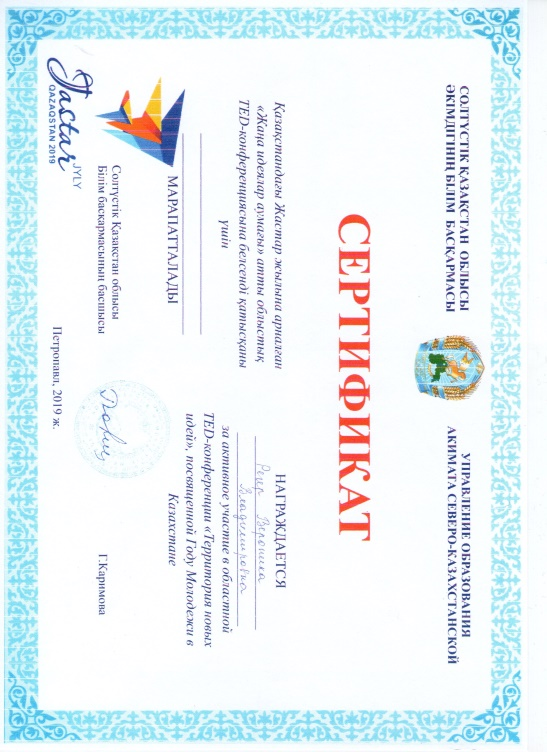 СОЛТҮСТІК ҚАЗАҚСТАН ОБЛЫСЫ
ӘКІМДІГІНІҢ БІЛІМ БАСҚАРМАСЫ
УПРАВЛЕНИЕ ОБРАЗОВАНИЯ
АКИМАТА СЕВЕРО-КАЗАХСТАНСКОЙ
СЕРТИФИКАТ
Қазақстандағы Жастар жылына арналған
«Жаңа идеялар аумағы» атты облыстық
TED-конференциясына белсенді қатысқаны
үшін
МАРАПАТТАЛАДЫ
НАГРАЖДАЕТСЯ
Регер Вероника
Владимировна
за активное участие в областной
TED-конференции «Территория новых
идей», посвященной Году Молодежи в
Казахстане
Солтүстік Қазақстан облысы
Білім басқармасының басшысы
Г.Каримова
Jastar
JYLY
QAZAQSTAN 2019
Петропавл, 2019 ж.